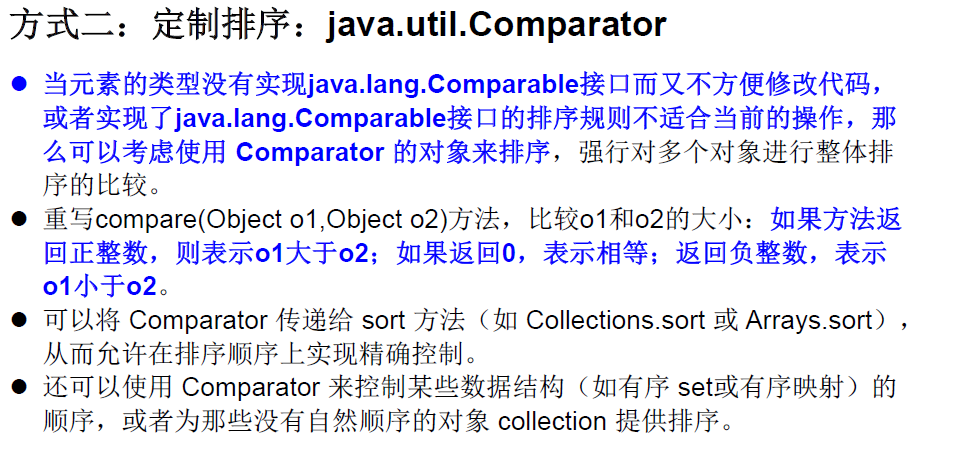 方式二：定制排序：java.util.Comparator
● 当元素的类型没有实现java.lang.Comparable接口而又不方便修改代码，
或者实现了java.lang.Comparable接口的排序规则不适合当前的操作，那
么可以考虑使用 Comparator 的对象来排序，强行对多个对象进行整体排
序的比较。
● 重写compare(Object o1,Object o2)方法，比较o1和o2的大小：如果方法返
回正整数，则表示o1大于o2；如果返回0，表示相等；返回负整数，表示
o1小于o2。
● 可以将 Comparator 传递给 sort 方法（如 Collections.sort 或 Arrays.sort），
从而允许在排序顺序上实现精确控制。
● 还可以使用 Comparator 来控制某些数据结构（如有序 set或有序映射）的
顺序，或者为那些没有自然顺序的对象 collection 提供排序。